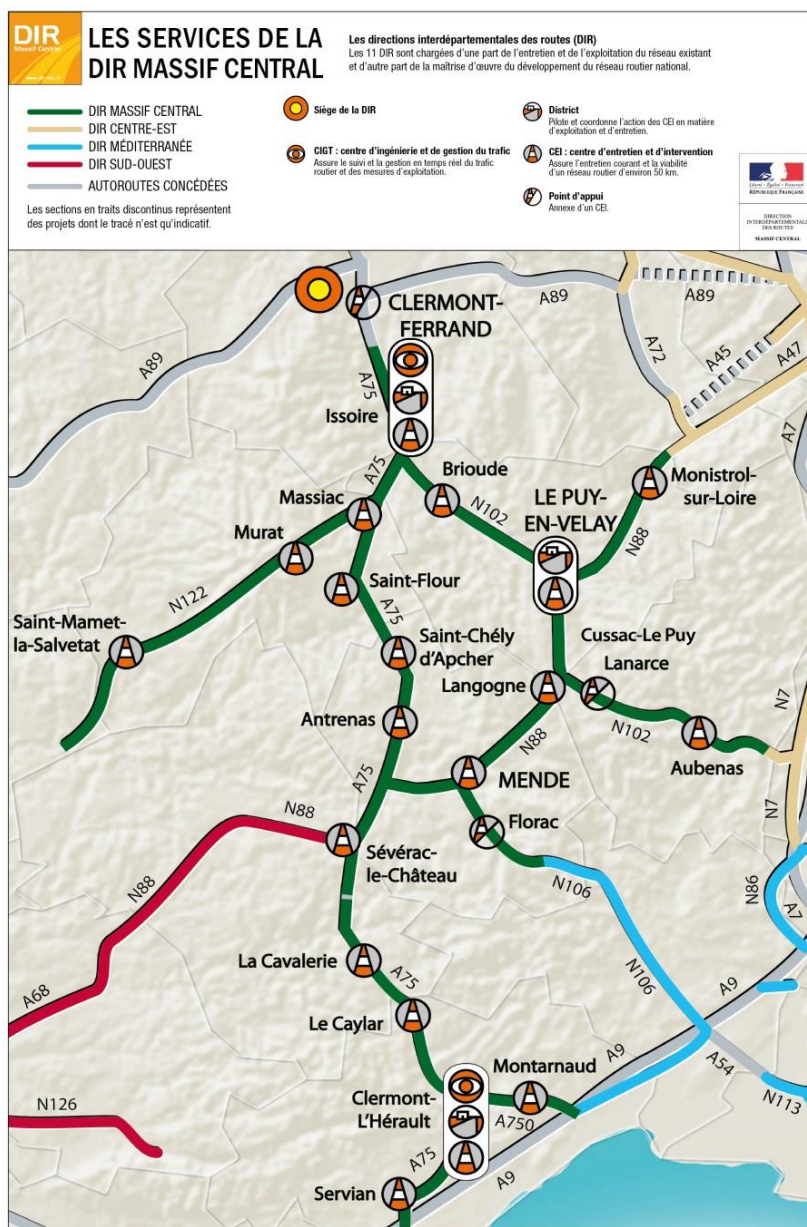 DIR
Massif Central
LES SERVICES DE LA
DIR MASSIF CENTRAL
Les directions interdépartementales des routes (DIR)
Les 11 DIR sont chargées d'une part de l'entretien et de l'exploitation du réseau existant
et d'autre part de la maîtrise d'œuvre du développement du réseau routier national.
DIR MASSIF CENTRAL
DIR CENTRE-EST
DIR MÉDITERRANÉE
DIR SUD-OUEST
AUTOROUTES CONCÉDÉES
Les sections en traits discontinus représentent
des projets dont le tracé n'est qu'indicatif.
Siège de la DIR
CIGT : centre d'ingénierie et de gestion du trafic
Assure le suivi et la gestion en temps réel du trafic
routier et des mesures d'exploitation.
District
Pilote et coordonne l'action des CEI en matière
d'exploitation et d'entretien.
CEI : centre d'entretien et d'intervention
Assure l'entretien courant et la viabilité
d'un réseau routier d'environ 50 km.
Point d'appui
Annexe d'un CEI.
Liberté • Égalité • Fraternité
RÉPUBLIQUE FRANÇAISE
DIRECTION
INTERDÉPARTEMENTALE
DES ROUTES
MASSIF CENTRAL
CLERMONT-
FERRAND
A89
A89
A89
A72
A45
A47
A7
A75
Issoire
A75
Brioude
N102
Monistrol-
sur-Loire
LE PUY-
EN-VELAY
N88
Massiac
Murat
N122
Saint-Flour
A75
Saint-Mamet-
la-Salvetat
Saint-Chély
d'Apcher
Cussac-Le Puy
Lanarce
Langogne
N102
Aubenas
N7
N7
Antrenas
N88
A75
MENDE
Florac
N88
Sévérac-
le-Château
N88
N106
N86
A7
La Cavalerie
A75
N106
A68
A9
Le Caylar
A9
A54
Montarnaud
N113
Clermont-
L'Hérault
A750
N126
A75
A9
Servian